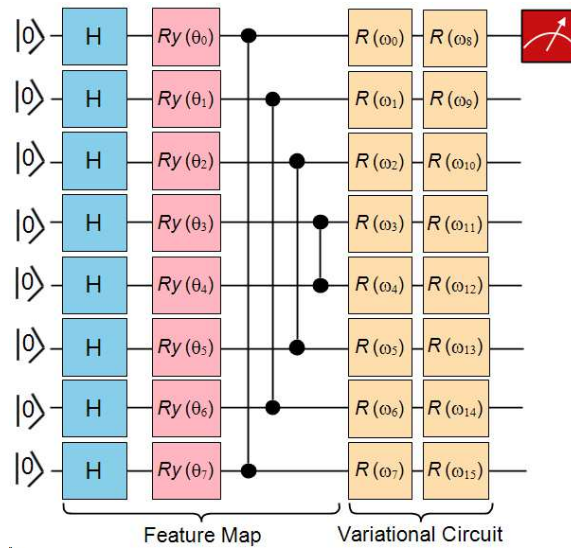 |0⟩ H Ry(θ₀) R(ω₀) R(ω₈)
|0⟩ H Ry(θ₁) R(ω₁) R(ω₉)
|0⟩ H Ry(θ₂) R(ω₂) R(ω₁₀)
|0⟩ H Ry(θ₃) R(ω₃) R(ω₁₁)
|0⟩ H Ry(θ₄) R(ω₄) R(ω₁₂)
|0⟩ H Ry(θ₅) R(ω₅) R(ω₁₃)
|0⟩ H Ry(θ₆) R(ω₆) R(ω₁₄)
|0⟩ H Ry(θ₇) R(ω₇) R(ω₁₅)
Feature Map Variational Circuit